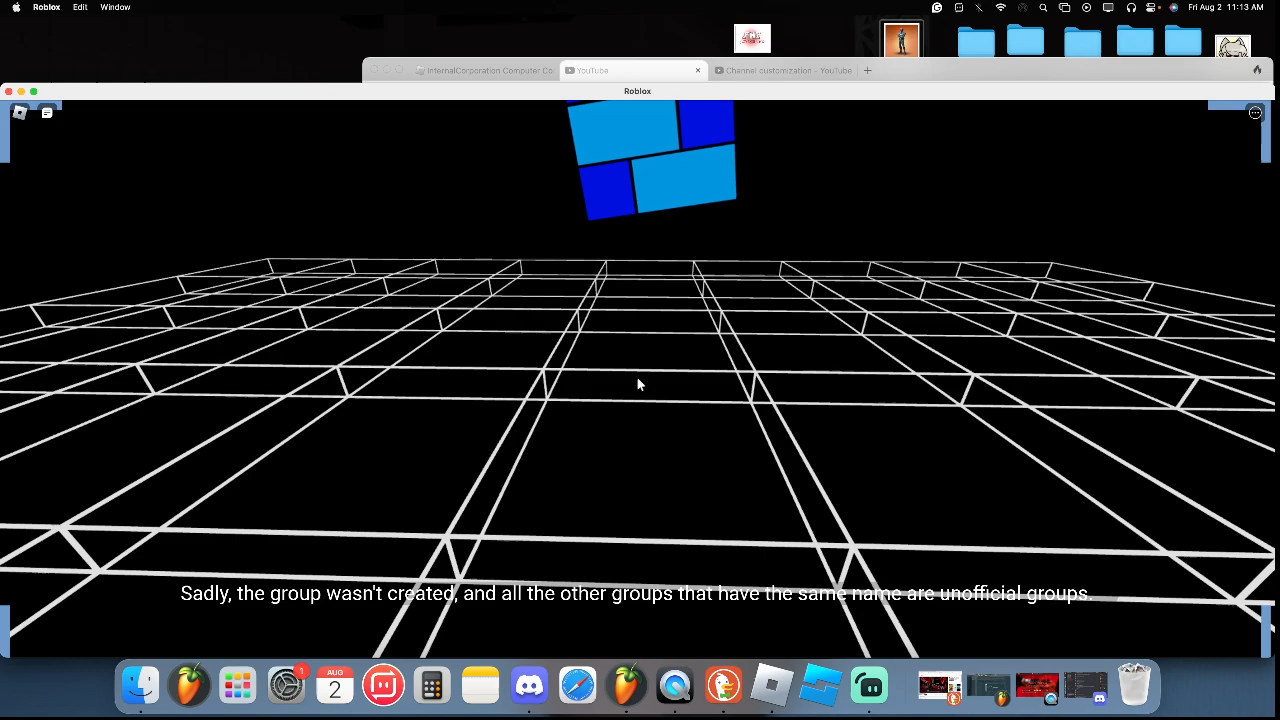 Roblox Edit Window Fri Aug 2 11:13 AM
InternalCorporation Computer Co YouTube Channel customization - YouTube
Roblox
Sadly, the group wasn't created, and all the other groups that have the same name are unofficial groups.
1
AUG
2